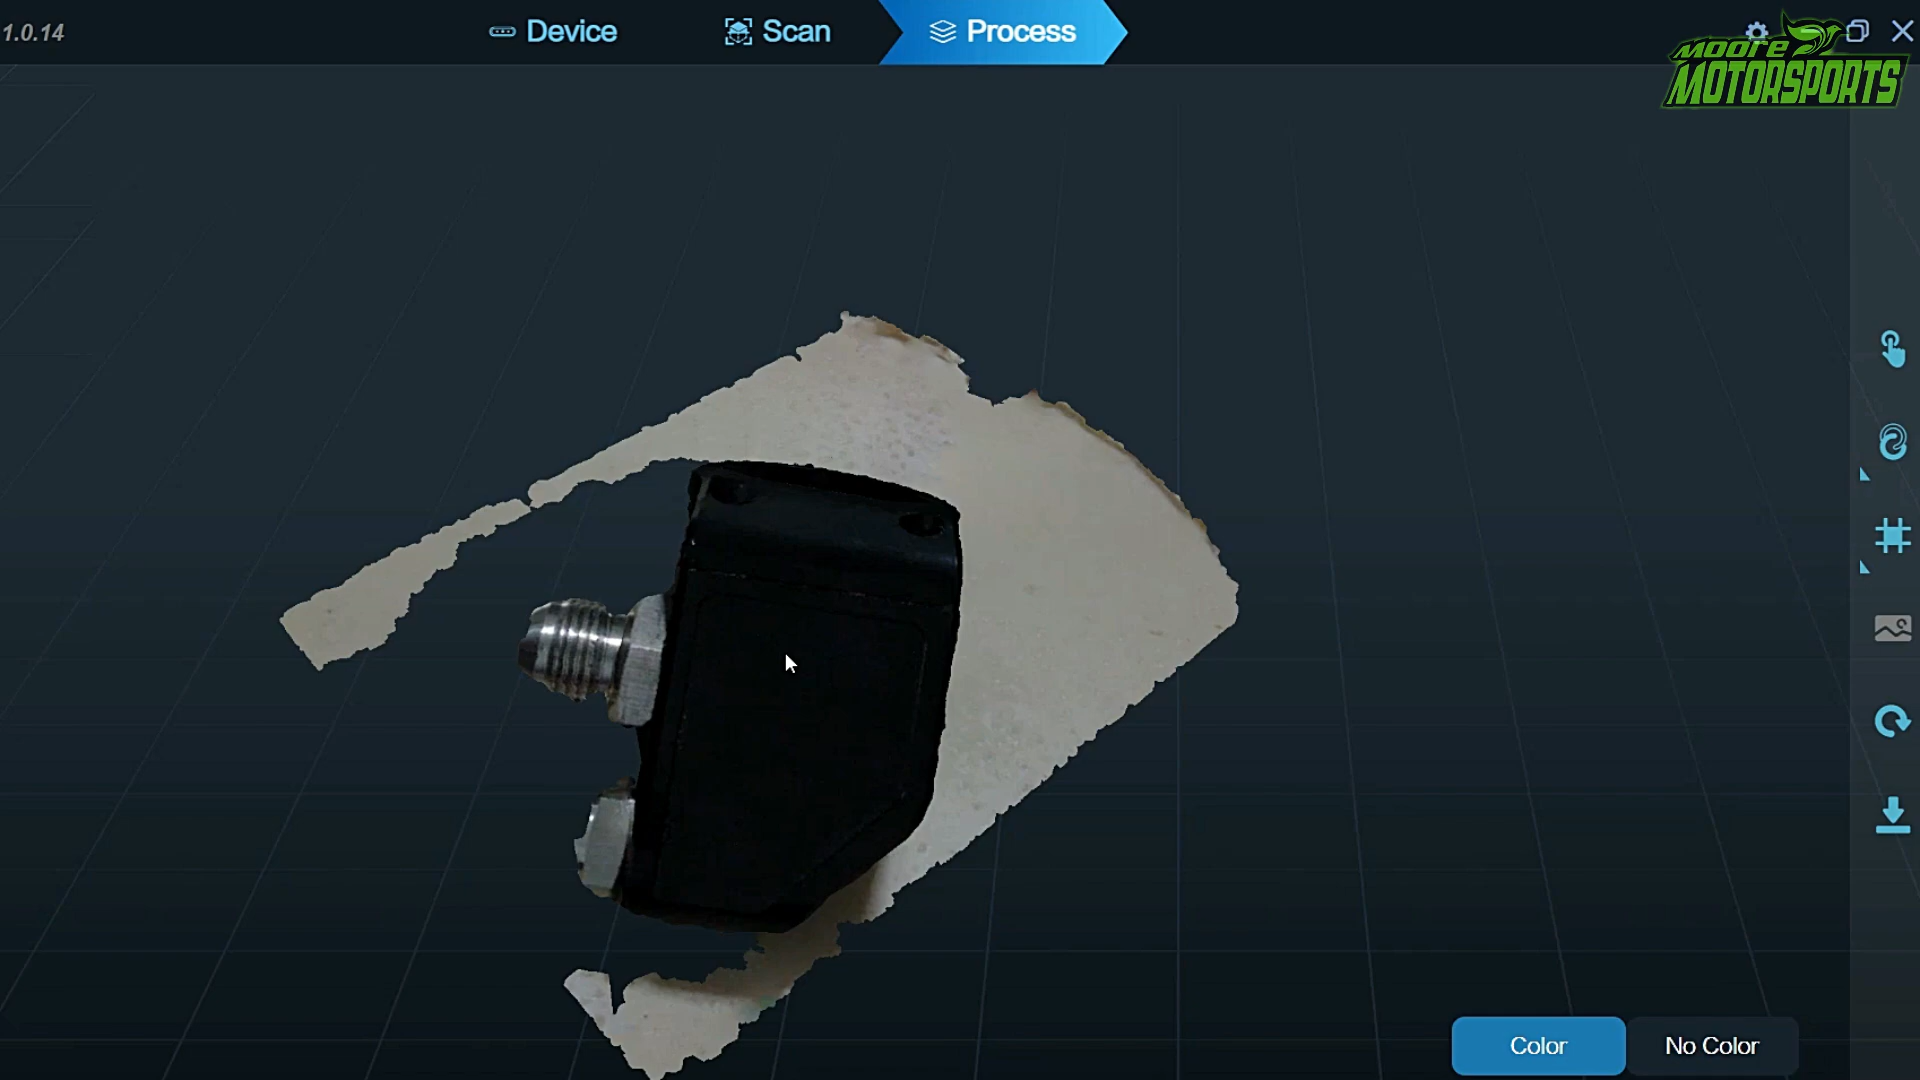 1.0.14
Device
Scan
Process
MOORE
MOTORSPORTS
Color
No Color